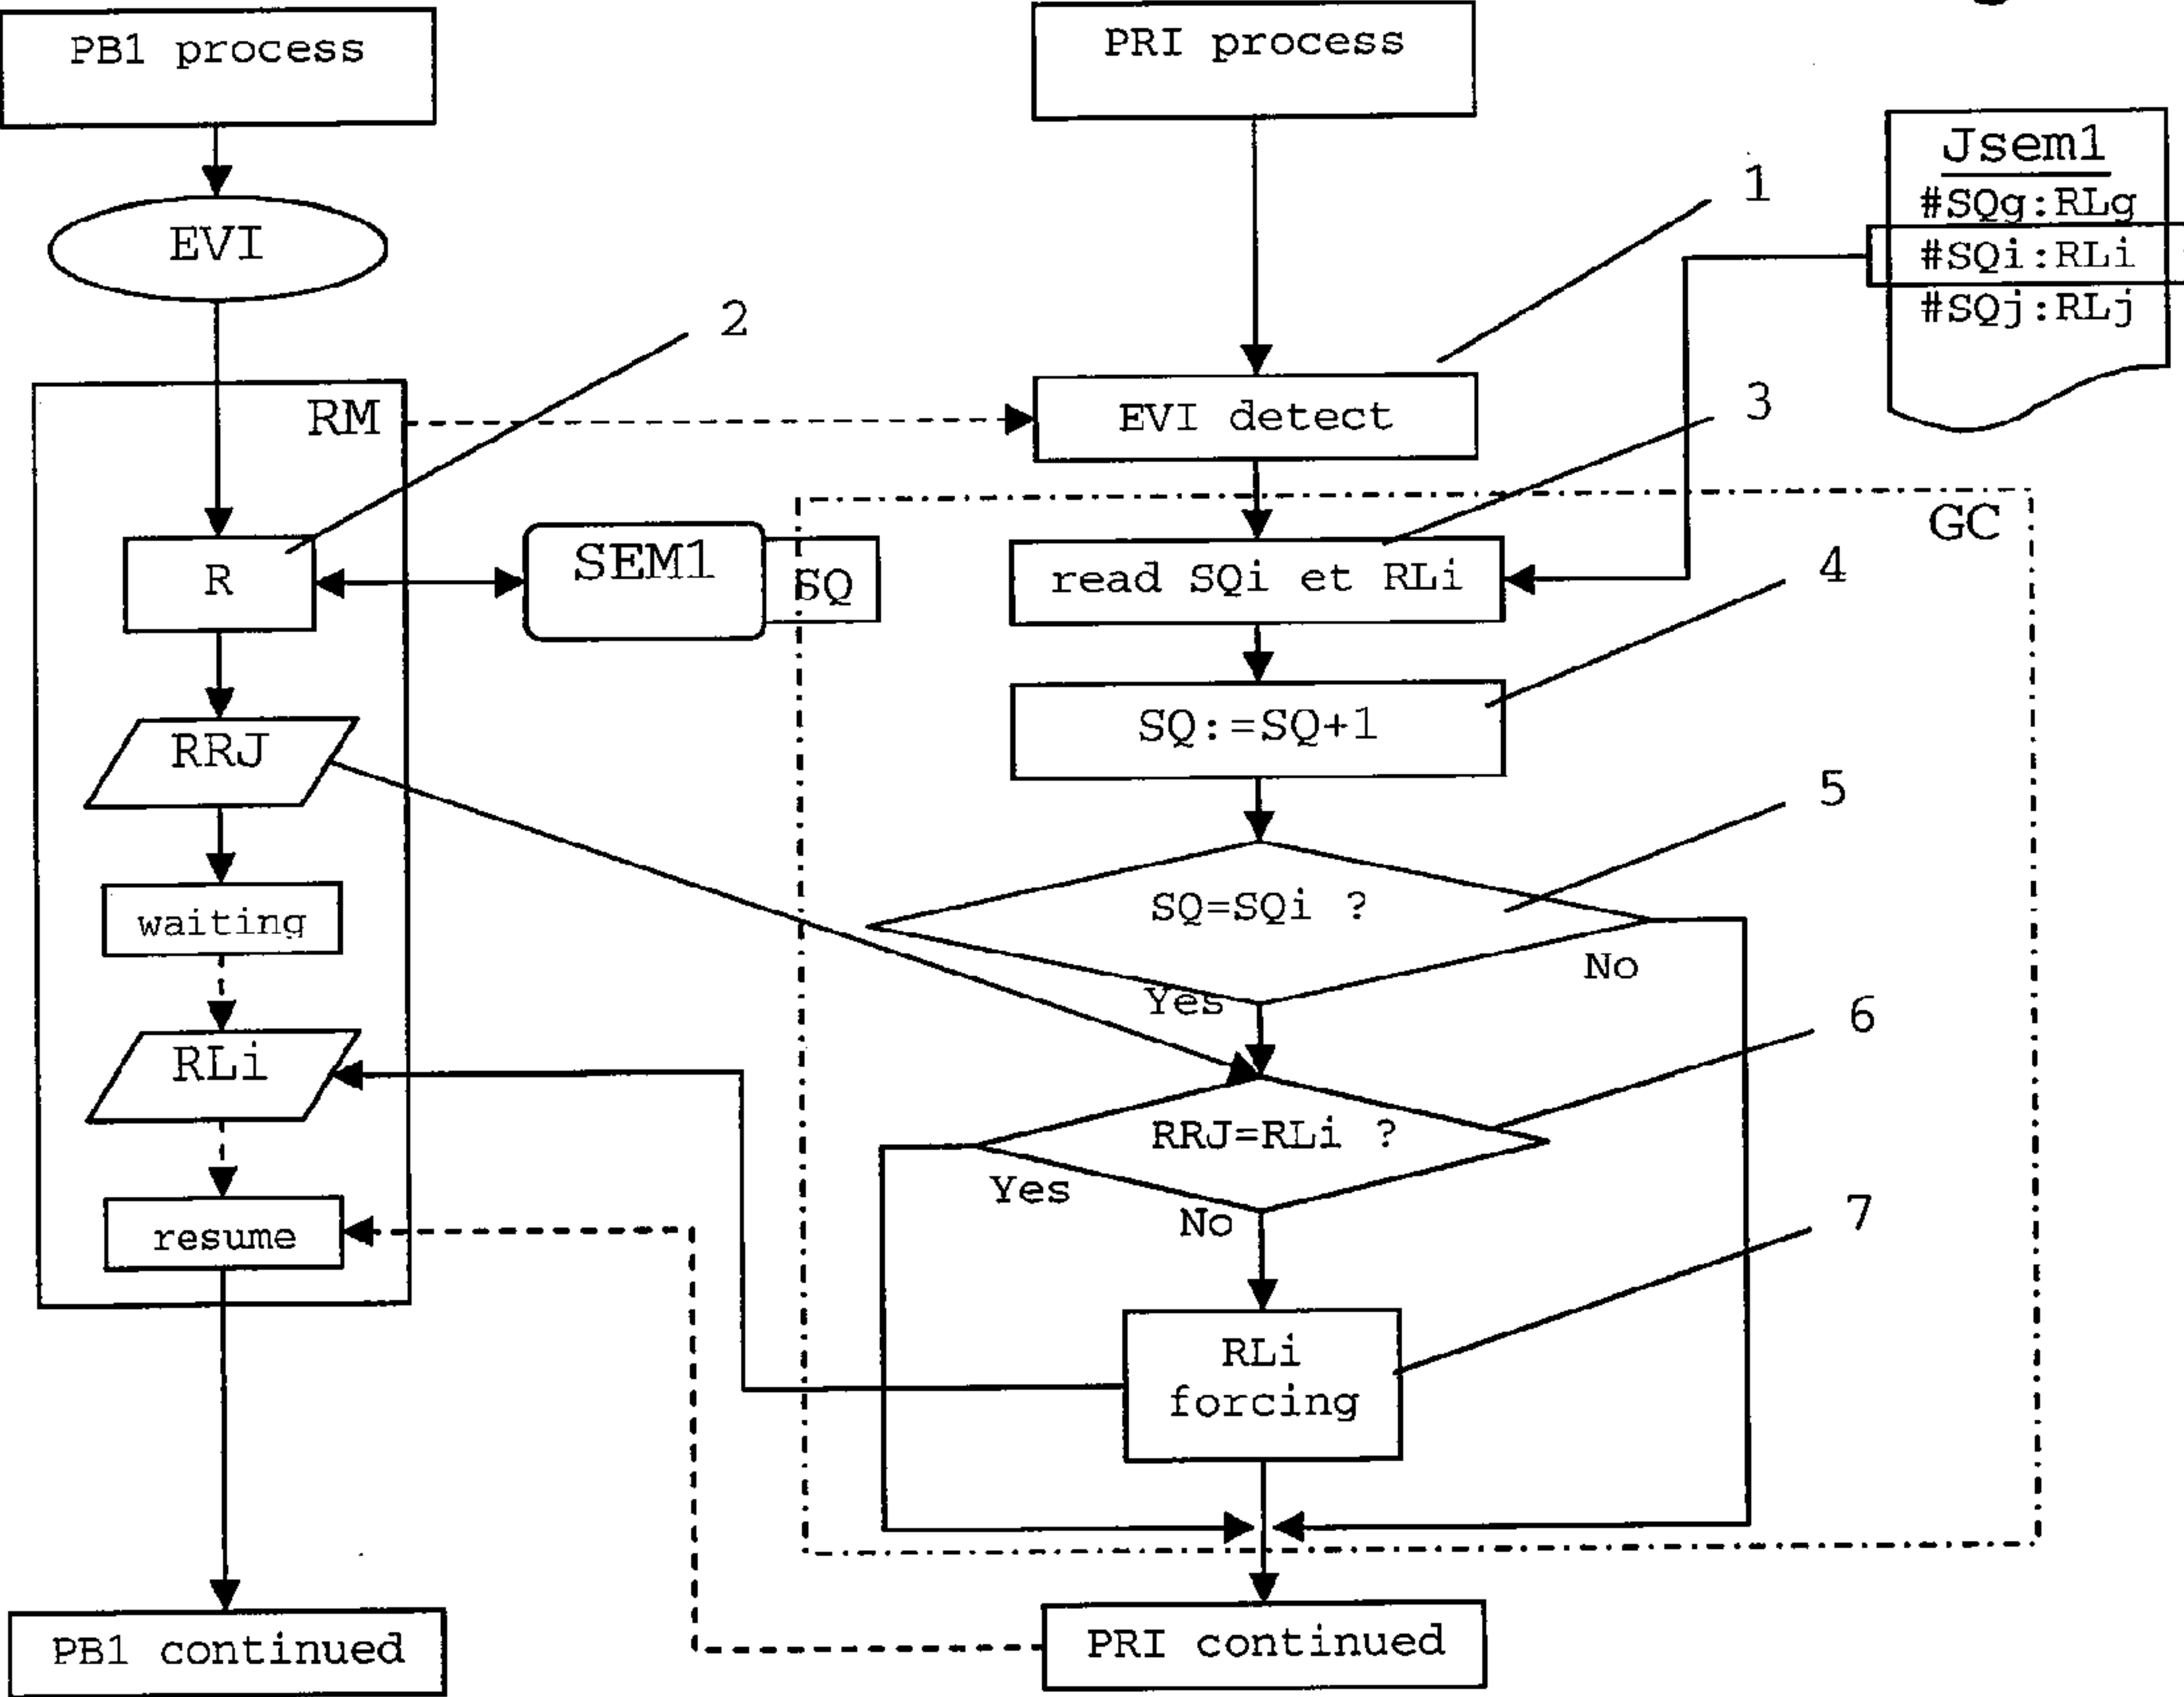 PB1 process
PRI process
Jsem1
#SQg:RLg
#SQi:RLi
#SQj:RLj
1
EVI
2
RM
EVI detect
3
GC
R
SEM1
SQ
read SQi et RLi
4
SQ:=SQ+1
RRJ
5
waiting
SQ=SQi ?
No
Yes
6
RLi
RRJ=RLi ?
Yes
No
7
resume
RLi
forcing
PB1 continued
PRI continued